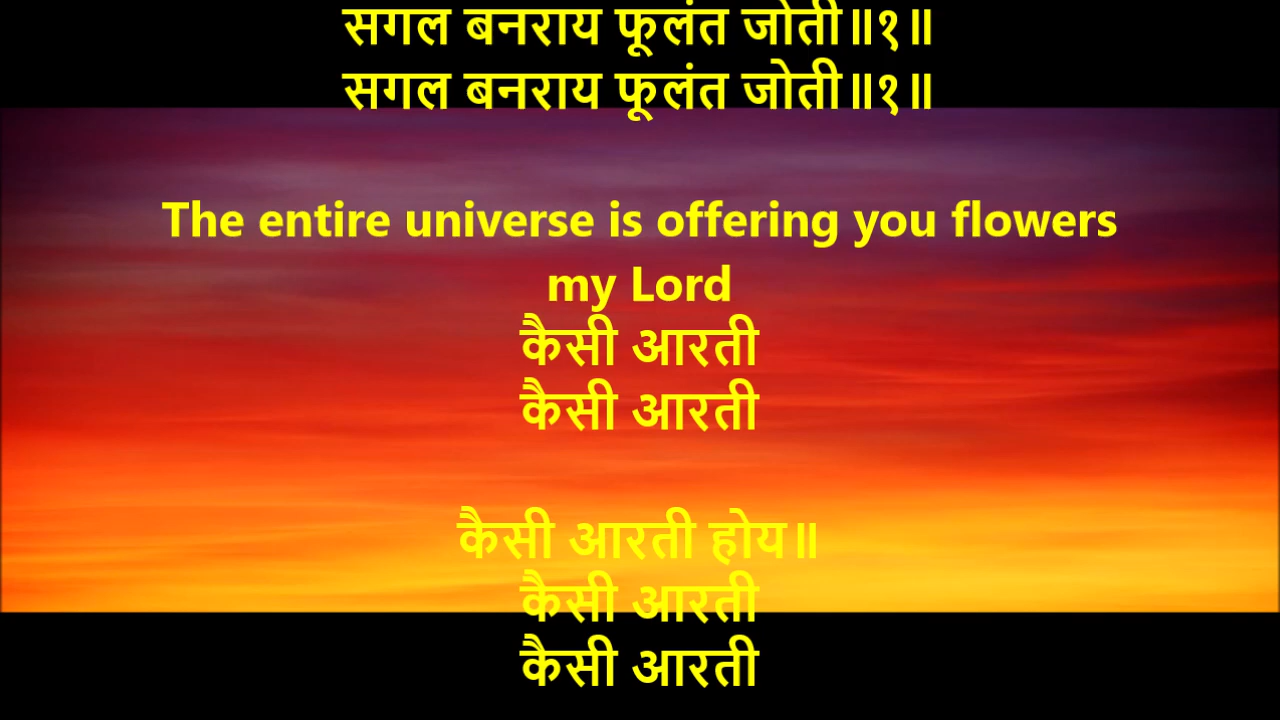 सगल बनराय फूलंत जोती॥१॥
सगल बनराय फूलंत जोती॥१॥
The entire universe is offering you flowers
my Lord
कैसी आरती
कैसी आरती
कैसी आरती होय॥
कैसी आरती
कैसी आरती